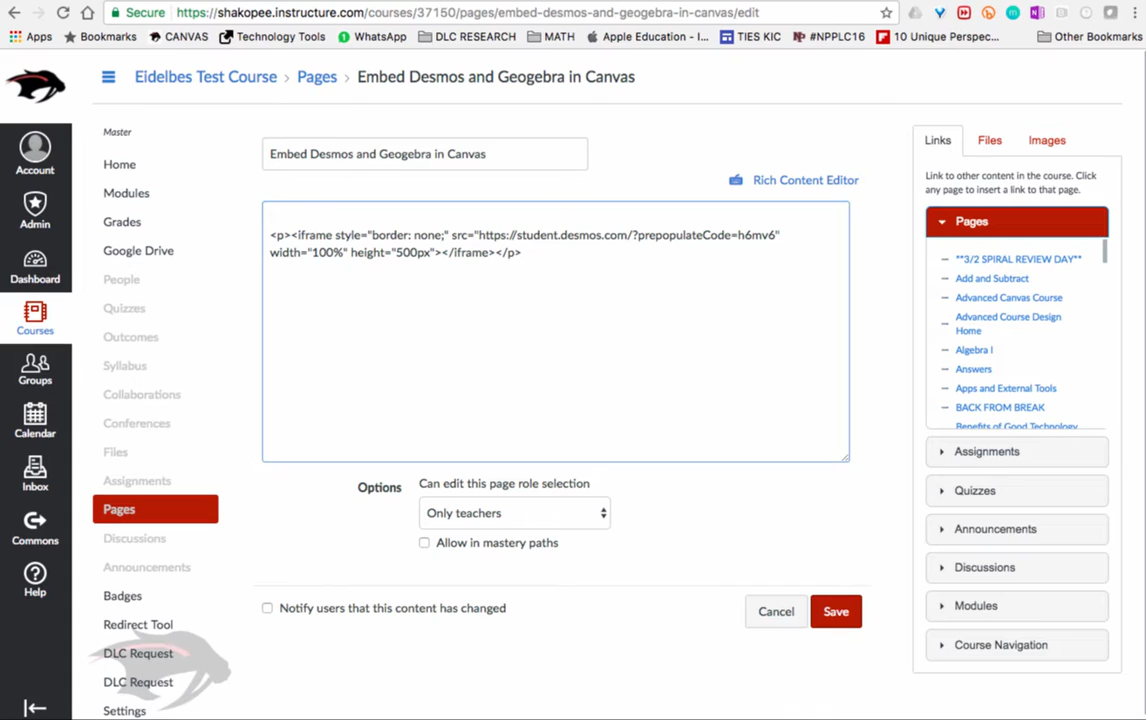 Secure https://shakopee.instructure.com/courses/37150/pages/embed-desmos-and-geogebra-in-canvas/edit
Apps Bookmarks CANVAS Technology Tools WhatsApp DLC RESEARCH MATH Apple Education - I... TIES KIC #NPPLC16 10 Unique Perspec... Other Bookmarks
Eidelbes Test Course › Pages › Embed Desmos and Geogebra in Canvas
Account
Admin
Dashboard
Courses
Groups
Calendar
Inbox
Commons
Help
Master
Home
Modules
Grades
Google Drive
People
Quizzes
Outcomes
Syllabus
Collaborations
Conferences
Files
Assignments
Pages
Discussions
Announcements
Badges
Redirect Tool
DLC Request
DLC Request
Settings
Embed Desmos and Geogebra in Canvas
Rich Content Editor
<p><iframe style="border: none;" src="https://student.desmos.com/?prepopulateCode=h6mv6"
width="100%" height="500px"></iframe></p>
Options
Can edit this page role selection
Only teachers
Allow in mastery paths
Notify users that this content has changed
Cancel Save
Links Files Images
Link to other content in the course. Click
any page to insert a link to that page.
Pages
**3/2 SPIRAL REVIEW DAY**
Add and Subtract
Advanced Canvas Course
Advanced Course Design
Home
Algebra I
Answers
Apps and External Tools
BACK FROM BREAK
Benefits of Good Technology
Assignments
Quizzes
Announcements
Discussions
Modules
Course Navigation